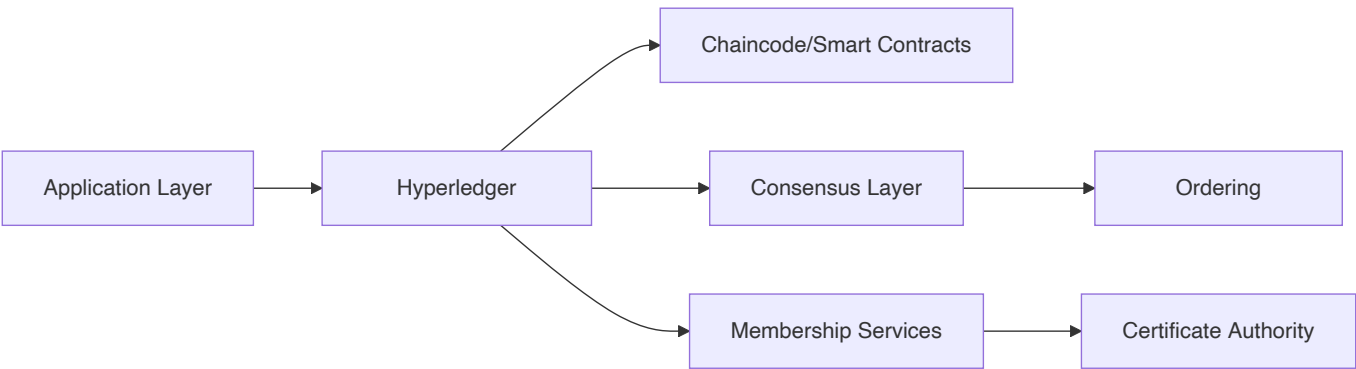 Chaincode/Smart Contracts
Application Layer
Hyperledger
Consensus Layer
Ordering
Membership Services
Certificate Authority